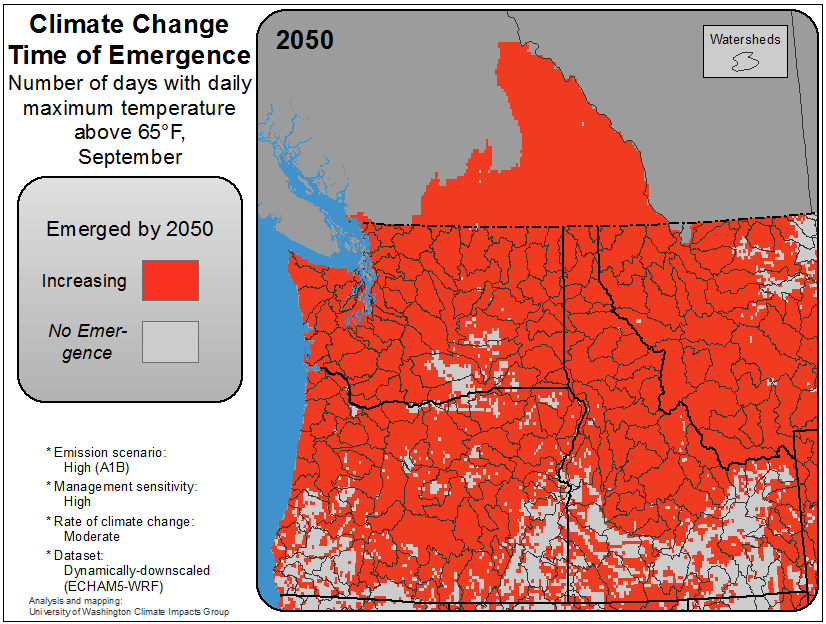 Climate Change
Time of Emergence
Number of days with daily
maximum temperature
above 65°F,
September
Emerged by 2050
Increasing
No Emer-
gence
* Emission scenario:
High (A1B)
* Management sensitivity:
High
* Rate of climate change:
Moderate
* Dataset:
Dynamically-downscaled
(ECHAM5-WRF)
Analysis and mapping:
University of Washington Climate Impacts Group
2050
Watersheds